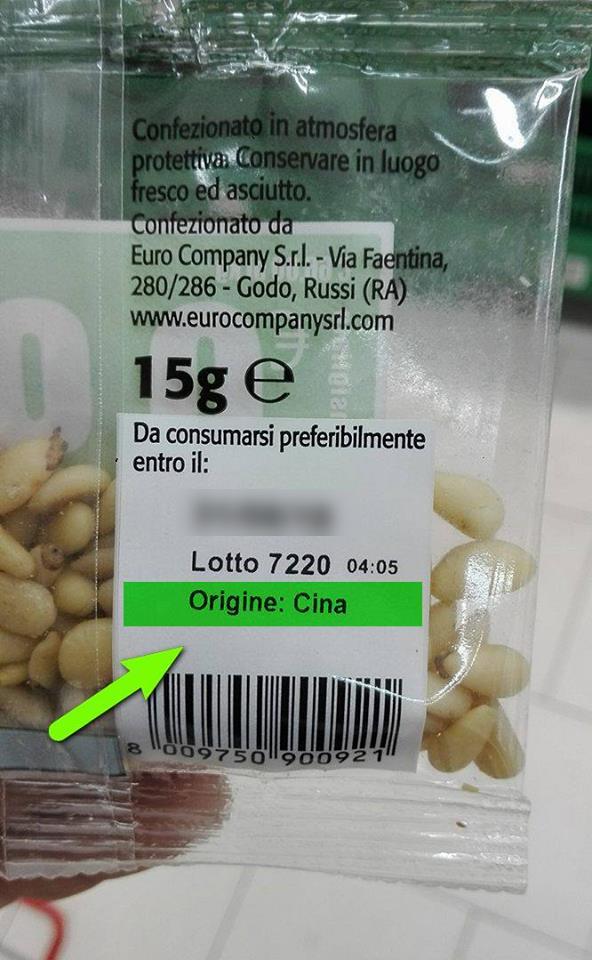 Confezionato in atmosfera
protettiva. Conservare in luogo
fresco ed asciutto.
Confezionato da
Euro Company S.r.l. - Via Faentina,
280/286 - Godo, Russi (RA)
www.eurocompanysrl.com
15g ℮
Da consumarsi preferibilmente
entro il:
Lotto 7220 04:05
Origine: Cina
8 009750 900921